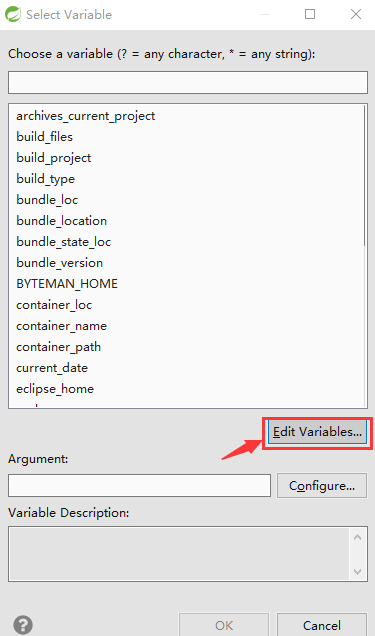 Select Variable
Choose a variable (? = any character, * = any string):
archives_current_project
build_files
build_project
build_type
bundle_loc
bundle_location
bundle_state_loc
bundle_version
BYTEMAN_HOME
container_loc
container_name
container_path
current_date
eclipse_home
Edit Variables...
Argument:
Configure...
Variable Description:
?
OK
Cancel